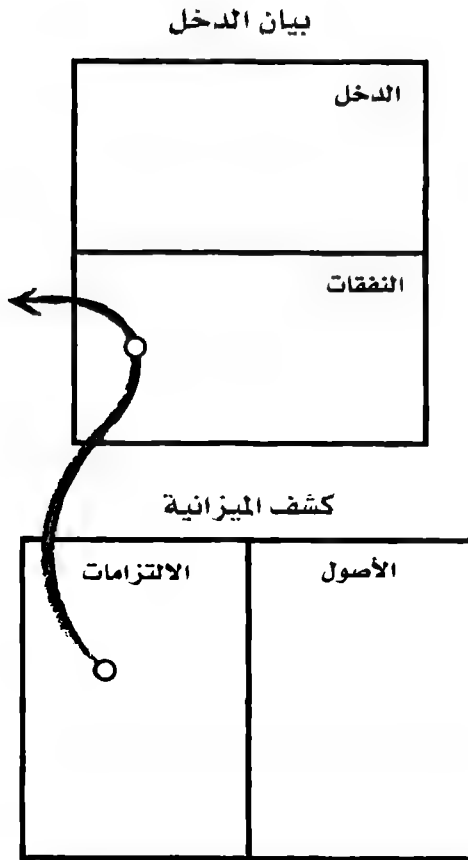 بيان الدخل
الدخل
النفقات
كشف الميزانية
الأصول
الالتزامات